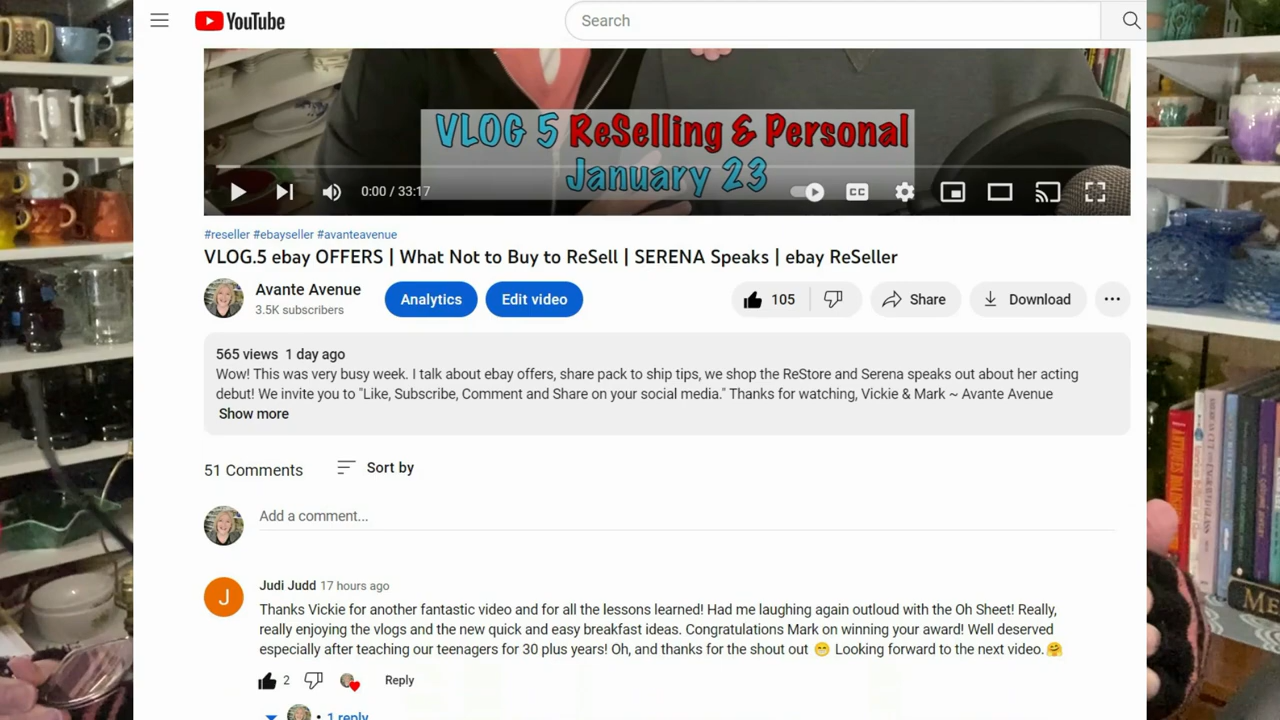 YouTube
Search
VLOG 5 ReSelling & Personal
January 23
0:00 / 33:17
CC
#reseller #ebayseller #avanteavenue
VLOG.5 ebay OFFERS | What Not to Buy to ReSell | SERENA Speaks | ebay ReSeller
Avante Avenue
3.5K subscribers
Analytics
Edit video
105
Share
Download
565 views 1 day ago
Wow! This was very busy week. I talk about ebay offers, share pack to ship tips, we shop the ReStore and Serena speaks out about her acting
debut! We invite you to "Like, Subscribe, Comment and Share on your social media." Thanks for watching, Vickie & Mark ~ Avante Avenue
Show more
51 Comments
Sort by
Add a comment...
J
Judi Judd 17 hours ago
Thanks Vickie for another fantastic video and for all the lessons learned! Had me laughing again outloud with the Oh Sheet! Really,
really enjoying the vlogs and the new quick and easy breakfast ideas. Congratulations Mark on winning your award! Well deserved
especially after teaching our teenagers for 30 plus years! Oh, and thanks for the shout out 😁 Looking forward to the next video.🤗
2
Reply
1 reply